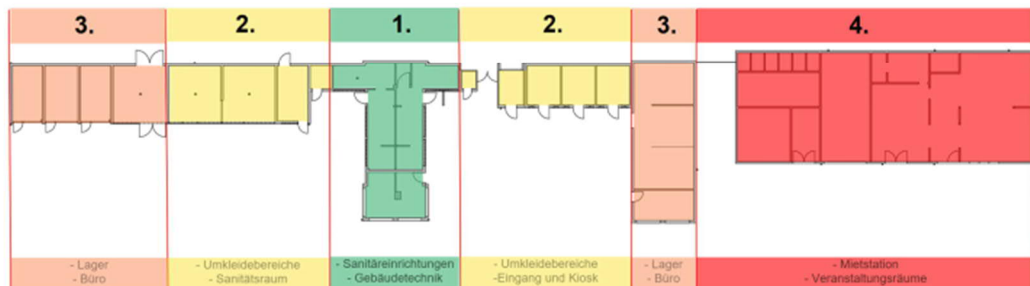 3. 2. 1. 2. 3. 4.
- Lager
- Büro
- Umkleidebereiche
- Sanitätsraum
- Sanitäreinrichtungen
- Gebäudetechnik
- Umkleidebereiche
-Eingang und Kiosk
- Lager
- Büro
- Mietstation
- Veranstaltungsräume